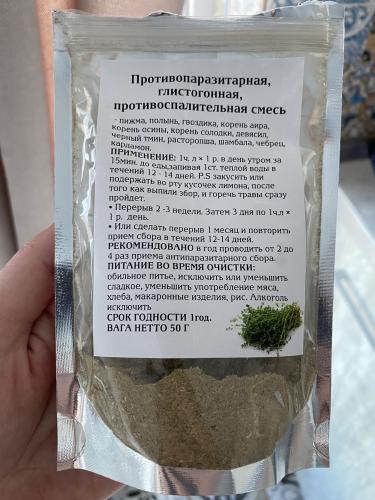 Противопаразитарная,
глистогонная,
противоспалительная смесь
- пижма, полынь, гвоздика, корень аира,
корень осины, корень солодки, девясил,
черный тмин, расторопша, шамбала, чебрец,
кардамон.
ПРИМЕНЕНИЕ: 1ч. л × 1 р. в день утром за
15мин. до еды,запивая 1ст. теплой воды в
течений 12 - 14 дней. P.S закусить или
подержать во рту кусочек лимона, после
того как выпили збор, и горечь травы сразу
пройдет.
• Перерыв 2 -3 недели. Затем 3 дня по 1ч.л ×
1 р. день.
• Или сделать перерыв 1 месяц и повторить
прием сбора в течений 12-14 дней.
РЕКОМЕНДОВАНО в год проводить от 2 до
4 раз приема антипаразитарного сбора.
ПИТАНИЕ ВО ВРЕМЯ ОЧИСТКИ:
обильное питье, исключить или уменьшить
сладкое, уменьшить употребление мяса,
хлеба, макаронные изделия, рис. Алкоголь
исключить
СРОК ГОДНОСТИ 1год.
ВАГА НЕТТО 50 Г